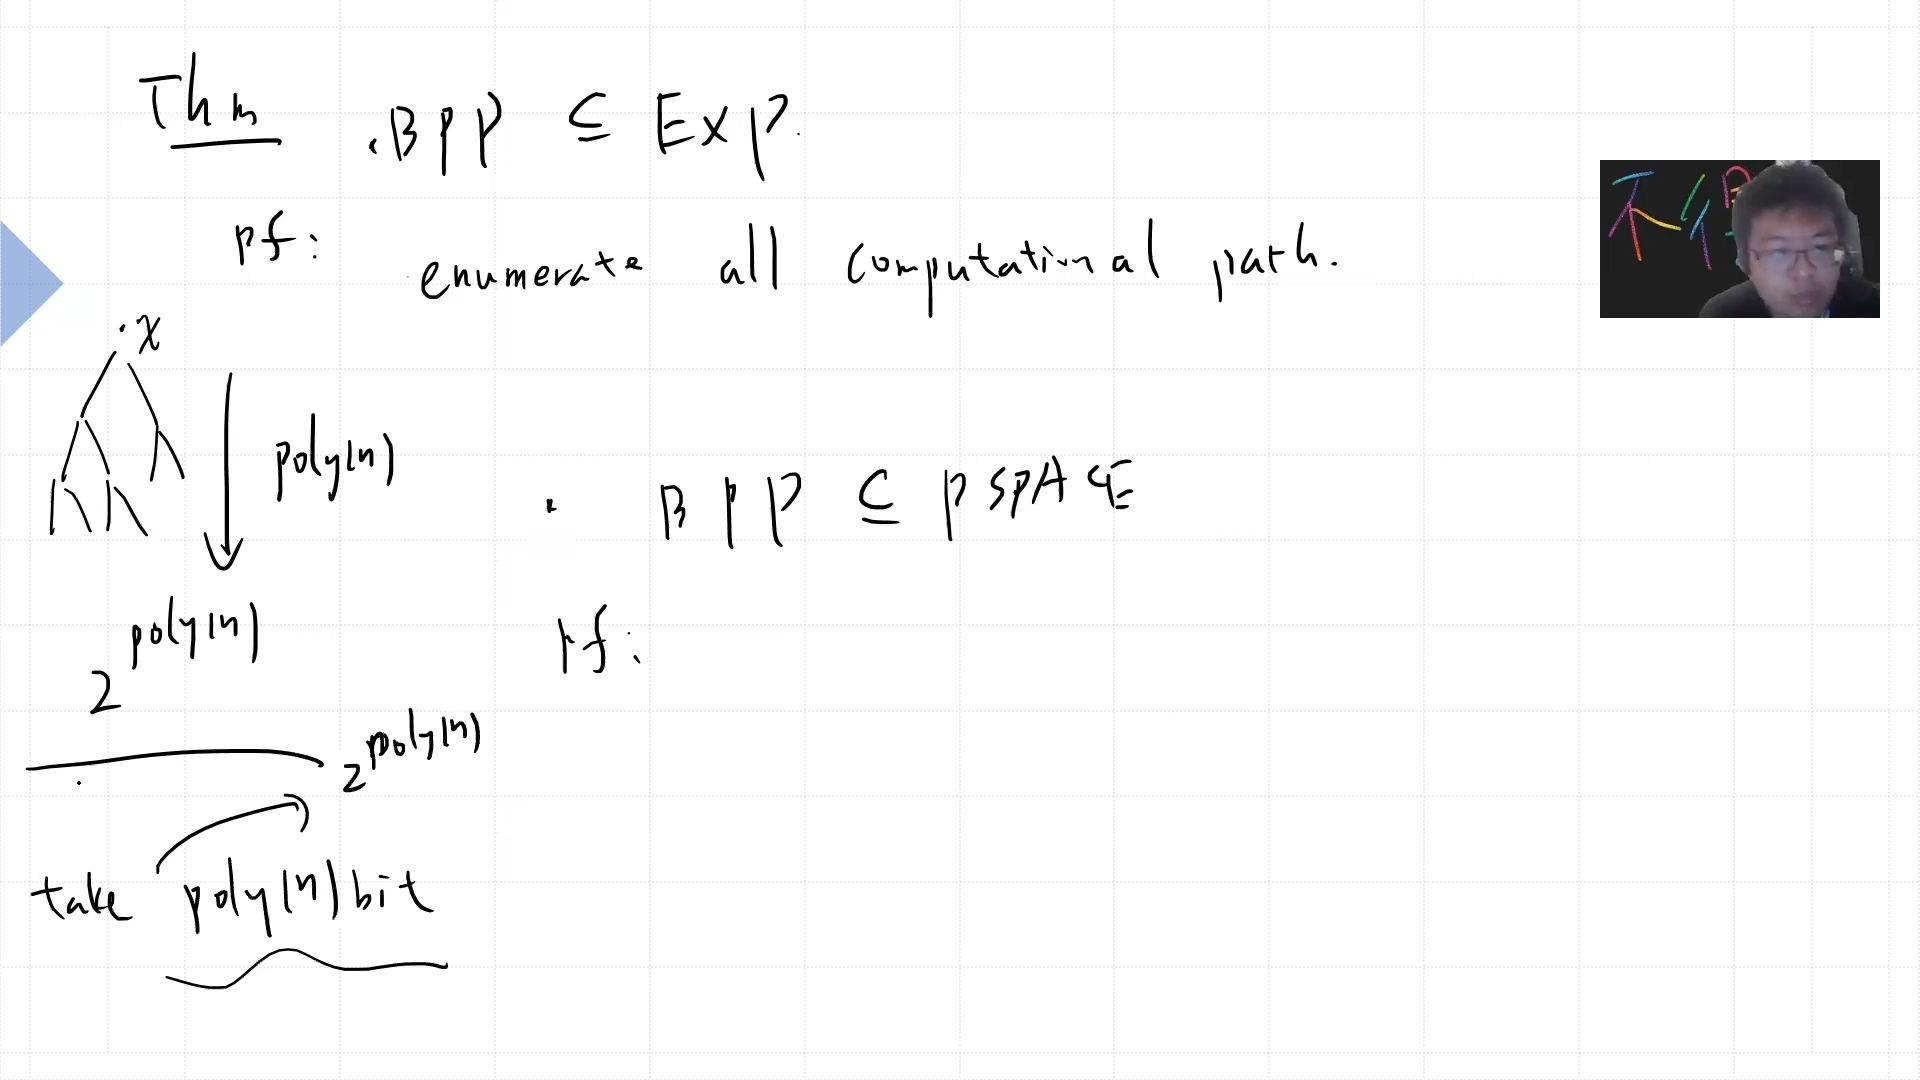 Thm . BPP ⊆ EXP.
pf: enumerate all computational path.
. x
poly(n)
. BPP ⊆ PSPACE
pf:
2^poly(n)
2^poly(n)
take poly(n) bit
不